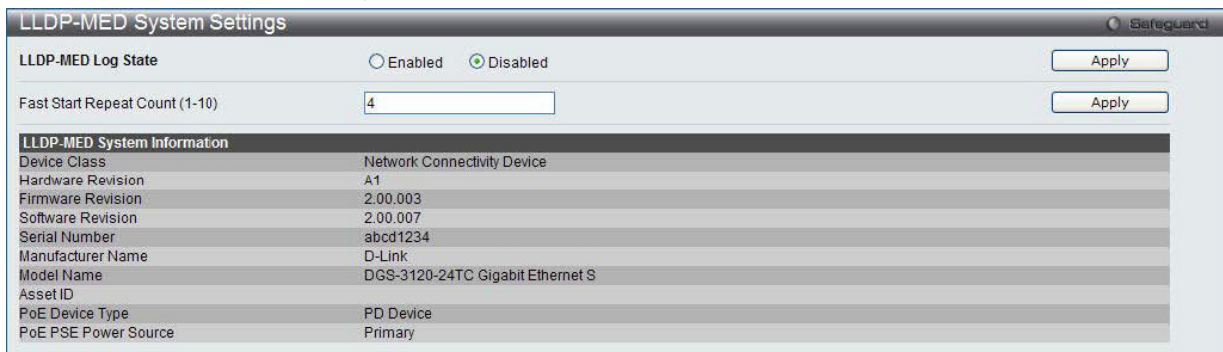 LLDP-MED System Settings
Safeguard
LLDP-MED Log State Enabled Disabled Apply
Fast Start Repeat Count (1-10) 4 Apply
LLDP-MED System Information
Device Class Network Connectivity Device
Hardware Revision A1
Firmware Revision 2.00.003
Software Revision 2.00.007
Serial Number abcd1234
Manufacturer Name D-Link
Model Name DGS-3120-24TC Gigabit Ethernet S
Asset ID
PoE Device Type PD Device
PoE PSE Power Source Primary